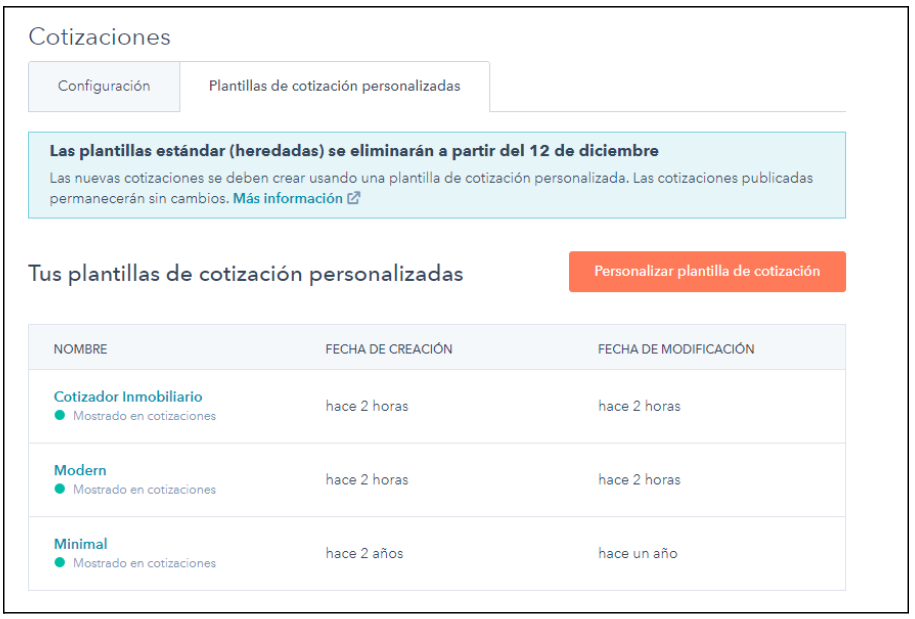 Cotizaciones
Configuración
Plantillas de cotización personalizadas
Las plantillas estándar (heredadas) se eliminarán a partir del 12 de diciembre
Las nuevas cotizaciones se deben crear usando una plantilla de cotización personalizada. Las cotizaciones publicadas
permanecerán sin cambios. Más información
Tus plantillas de cotización personalizadas
Personalizar plantilla de cotización
NOMBRE FECHA DE CREACIÓN FECHA DE MODIFICACIÓN
Cotizador Inmobiliario
Mostrado en cotizaciones
hace 2 horas hace 2 horas
Modern
Mostrado en cotizaciones
hace 2 horas hace 2 horas
Minimal
Mostrado en cotizaciones
hace 2 años hace un año